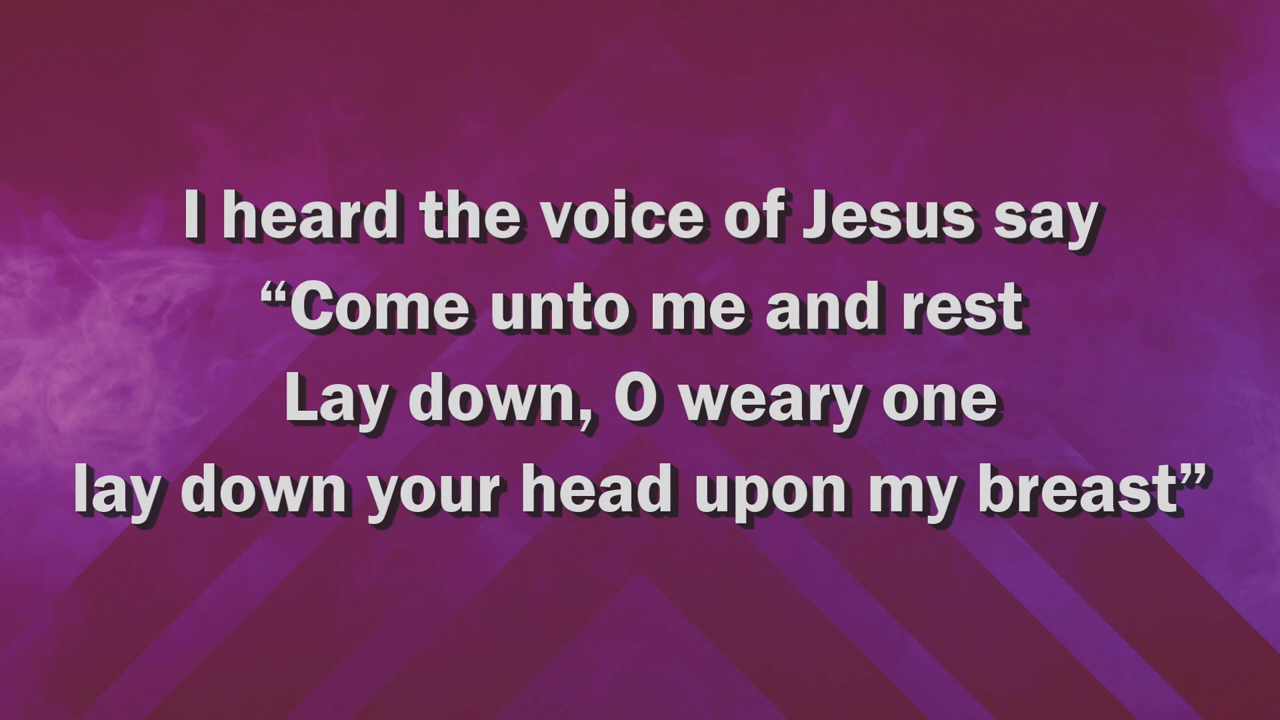 I heard the voice of Jesus say
“Come unto me and rest
Lay down, O weary one
lay down your head upon my breast”